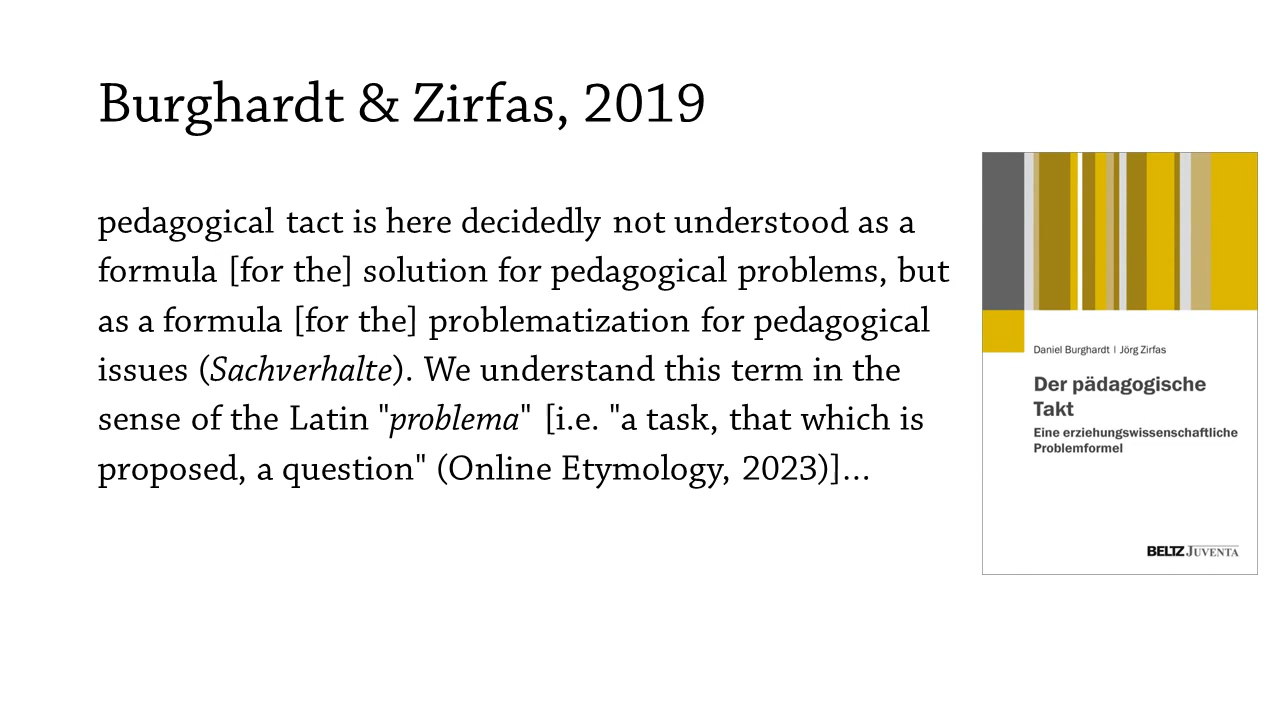 Burghardt & Zirfas, 2019
pedagogical tact is here decidedly not understood as a
formula [for the] solution for pedagogical problems, but
as a formula [for the] problematization for pedagogical
issues (Sachverhalte). We understand this term in the
sense of the Latin "problema" [i.e. "a task, that which is
proposed, a question" (Online Etymology, 2023)]...
Daniel Burghardt | Jörg Zirfas
Der pädagogische
Takt
Eine erziehungswissenschaftliche
Problemformel
BELTZ JUVENTA